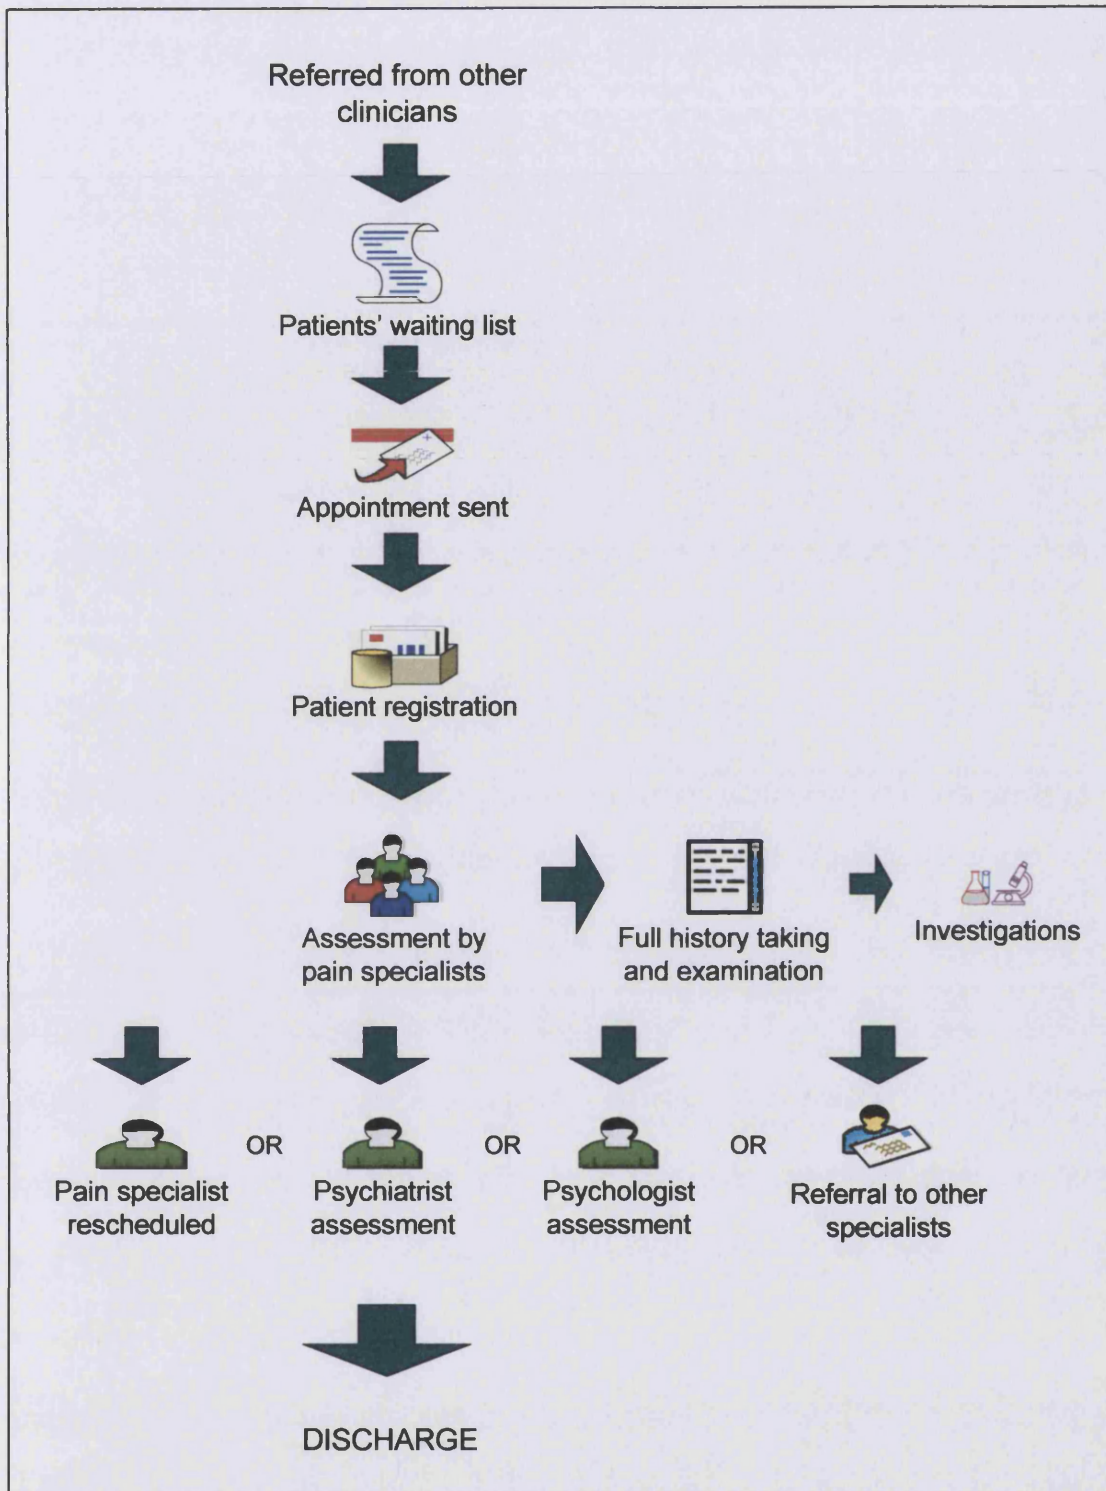 Referred from other
clinicians
Patients' waiting list
Appointment sent
Patient registration
Assessment by
pain specialists
Full history taking
and examination
Investigations
OR
OR
OR
Pain specialist
rescheduled
Psychiatrist
assessment
Psychologist
assessment
Referral to other
specialists
DISCHARGE